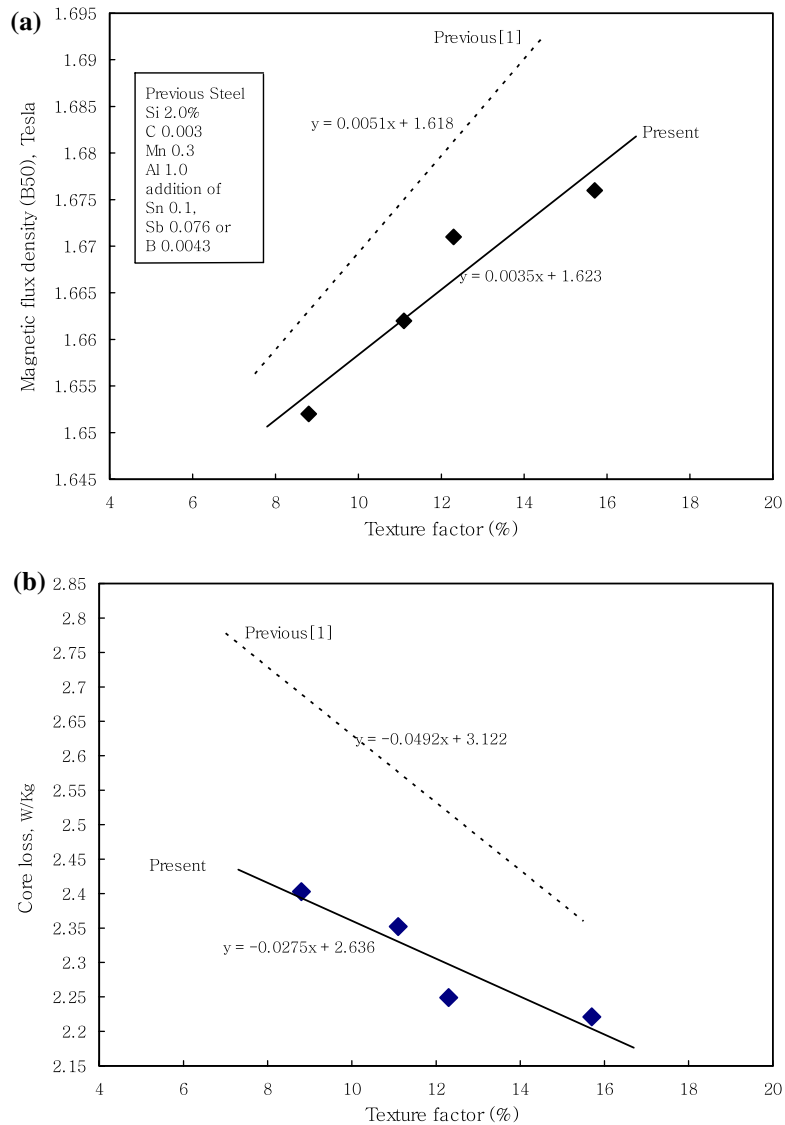 (a)
1.695
1.69
1.685
1.68
1.675
1.67
1.665
1.66
1.655
1.65
1.645
Magnetic flux density (B50), Tesla
Previous[1]
y = 0.0051x + 1.618
Previous Steel
Si 2.0%
C 0.003
Mn 0.3
Al 1.0
addition of
Sn 0.1,
Sb 0.076 or
B 0.0043
Present
y = 0.0035x + 1.623
4 6 8 10 12 14 16 18 20
Texture factor (%)
(b)
2.85
2.8
2.75
2.7
2.65
2.6
2.55
2.5
2.45
2.4
2.35
2.3
2.25
2.2
2.15
Core loss, W/Kg
Previous[1]
y = -0.0492x + 3.122
Present
y = -0.0275x + 2.636
4 6 8 10 12 14 16 18 20
Texture factor (%)